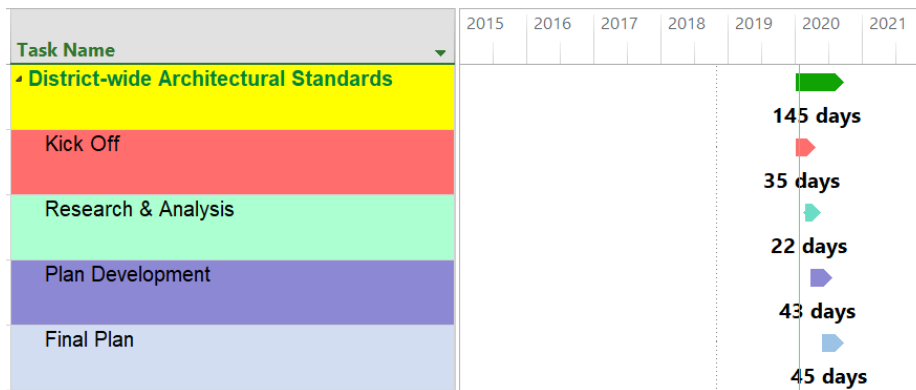 2015 2016 2017 2018 2019 2020 2021
Task Name
District-wide Architectural Standards
145 days
Kick Off
35 days
Research & Analysis
22 days
Plan Development
43 days
Final Plan
45 days